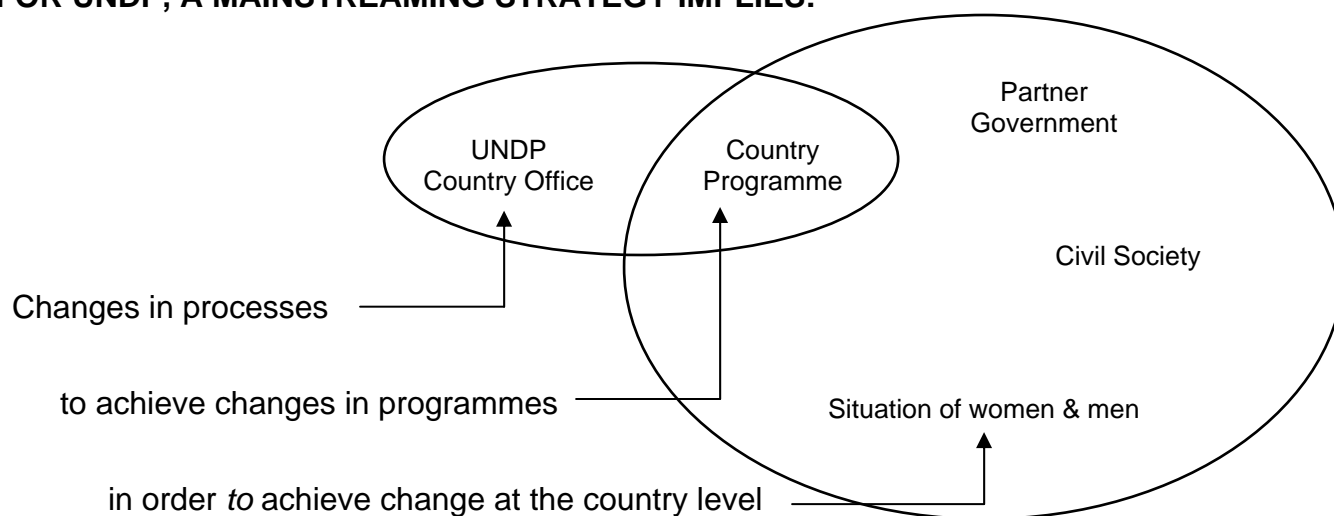 FOR UNDP, A MAINSTREAMING STRATEGY IMPLIES:
Partner
Government
UNDP
Country Office
Country
Programme
Civil Society
Changes in processes
to achieve changes in programmes
Situation of women & men
in order to achieve change at the country level